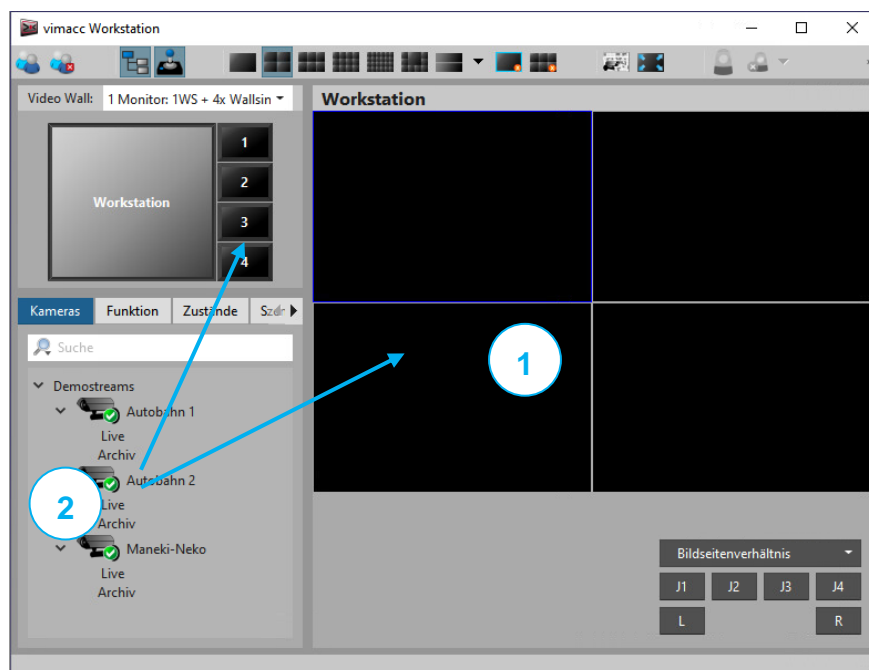 vimacc Workstation
Video Wall: 1 Monitor: 1WS + 4x Wallsin
Workstation
1
2
Workstation
3
4
Kameras Funktion Zustände
Suche
Demostreams
Autobahn 1
Live
Archiv
Autobahn 2
Live
Archiv
Maneki-Neko
Live
Archiv
1
2
Bildseitenverhältnis
J1 J2 J3 J4
L R